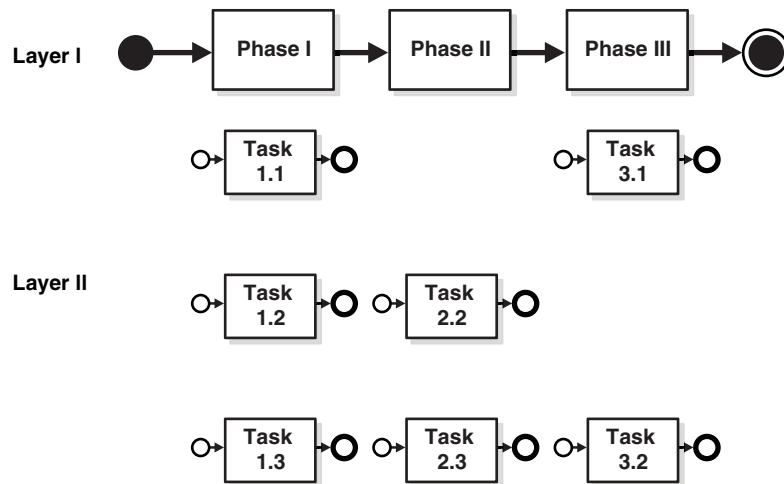 Layer I
Phase I
Phase II
Phase III
Task
1.1
Task
3.1
Layer II
Task
1.2
Task
2.2
Task
1.3
Task
2.3
Task
3.2